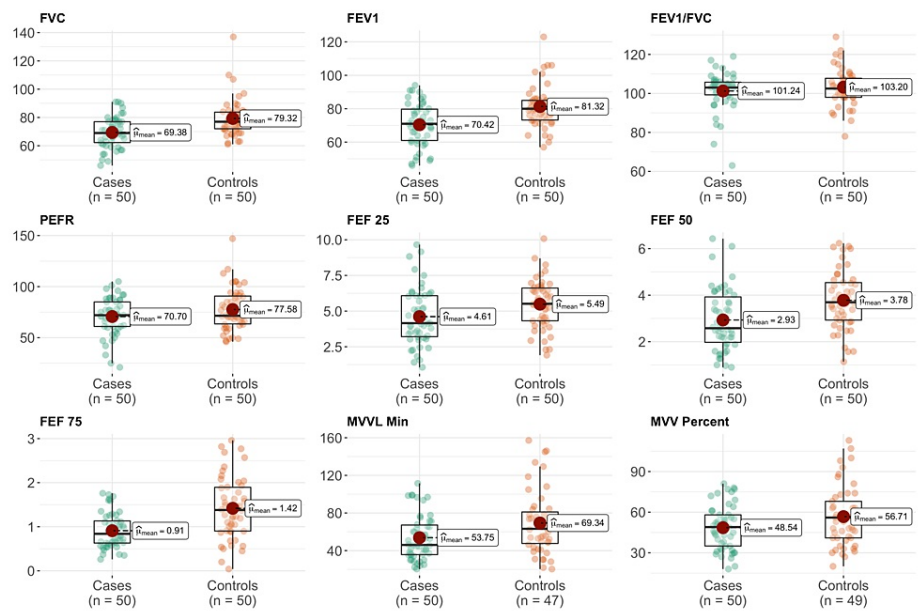 FVC
140
120
100
80
60
μ̂mean = 69.38
μ̂mean = 79.32
Cases
(n = 50)
Controls
(n = 50)
FEV1
120
100
80
60
μ̂mean = 70.42
μ̂mean = 81.32
Cases
(n = 50)
Controls
(n = 50)
FEV1/FVC
120
100
80
60
μ̂mean = 101.24
μ̂mean = 103.20
Cases
(n = 50)
Controls
(n = 50)
PEFR
150
100
50
μ̂mean = 70.70
μ̂mean = 77.58
Cases
(n = 50)
Controls
(n = 50)
FEF 25
10.0
7.5
5.0
2.5
μ̂mean = 4.61
μ̂mean = 5.49
Cases
(n = 50)
Controls
(n = 50)
FEF 50
6
4
2
μ̂mean = 2.93
μ̂mean = 3.78
Cases
(n = 50)
Controls
(n = 50)
FEF 75
3
2
1
0
μ̂mean = 0.91
μ̂mean = 1.42
Cases
(n = 50)
Controls
(n = 50)
MVVL Min
160
120
80
40
μ̂mean = 53.75
μ̂mean = 69.34
Cases
(n = 50)
Controls
(n = 47)
MVV Percent
90
60
30
μ̂mean = 48.54
μ̂mean = 56.71
Cases
(n = 50)
Controls
(n = 49)